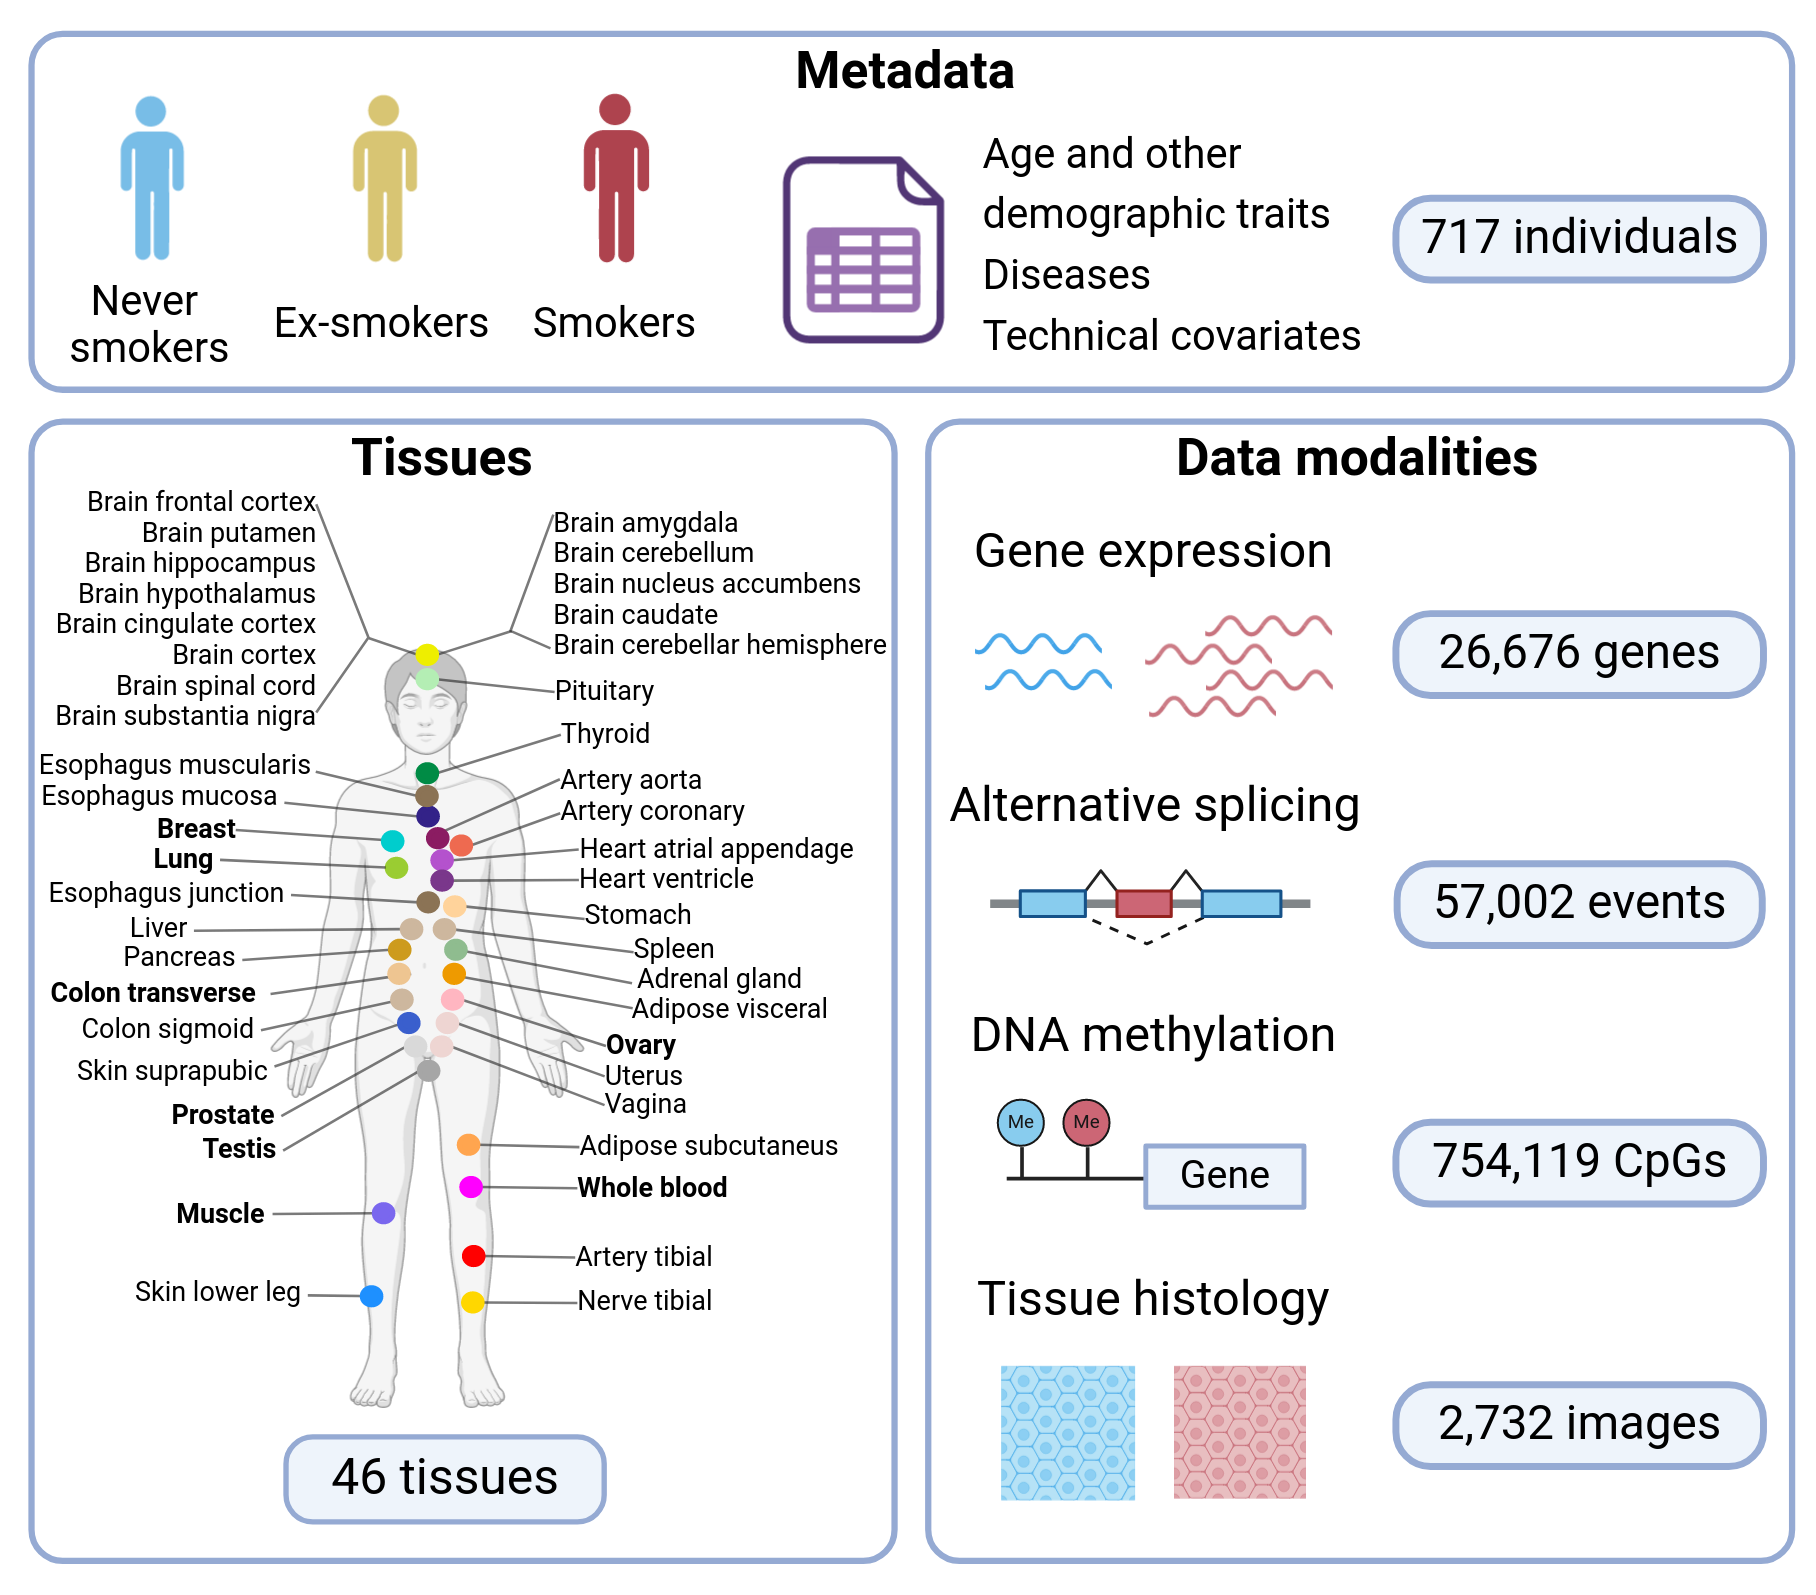 Metadata
Never
smokers
Ex-smokers
Smokers
Age and other
demographic traits
Diseases
Technical covariates
717 individuals
Tissues
Brain frontal cortex
Brain putamen
Brain hippocampus
Brain hypothalamus
Brain cingulate cortex
Brain cortex
Brain spinal cord
Brain substantia nigra
Esophagus muscularis
Esophagus mucosa
Breast
Lung
Esophagus junction
Liver
Pancreas
Colon transverse
Colon sigmoid
Skin suprapubic
Prostate
Testis
Muscle
Skin lower leg
Brain amygdala
Brain cerebellum
Brain nucleus accumbens
Brain caudate
Brain cerebellar hemisphere
Pituitary
Thyroid
Artery aorta
Artery coronary
Heart atrial appendage
Heart ventricle
Stomach
Spleen
Adrenal gland
Adipose visceral
Ovary
Uterus
Vagina
Adipose subcutaneus
Whole blood
Artery tibial
Nerve tibial
46 tissues
Data modalities
Gene expression
26,676 genes
Alternative splicing
57,002 events
DNA methylation
Me Me
Gene
754,119 CpGs
Tissue histology
2,732 images